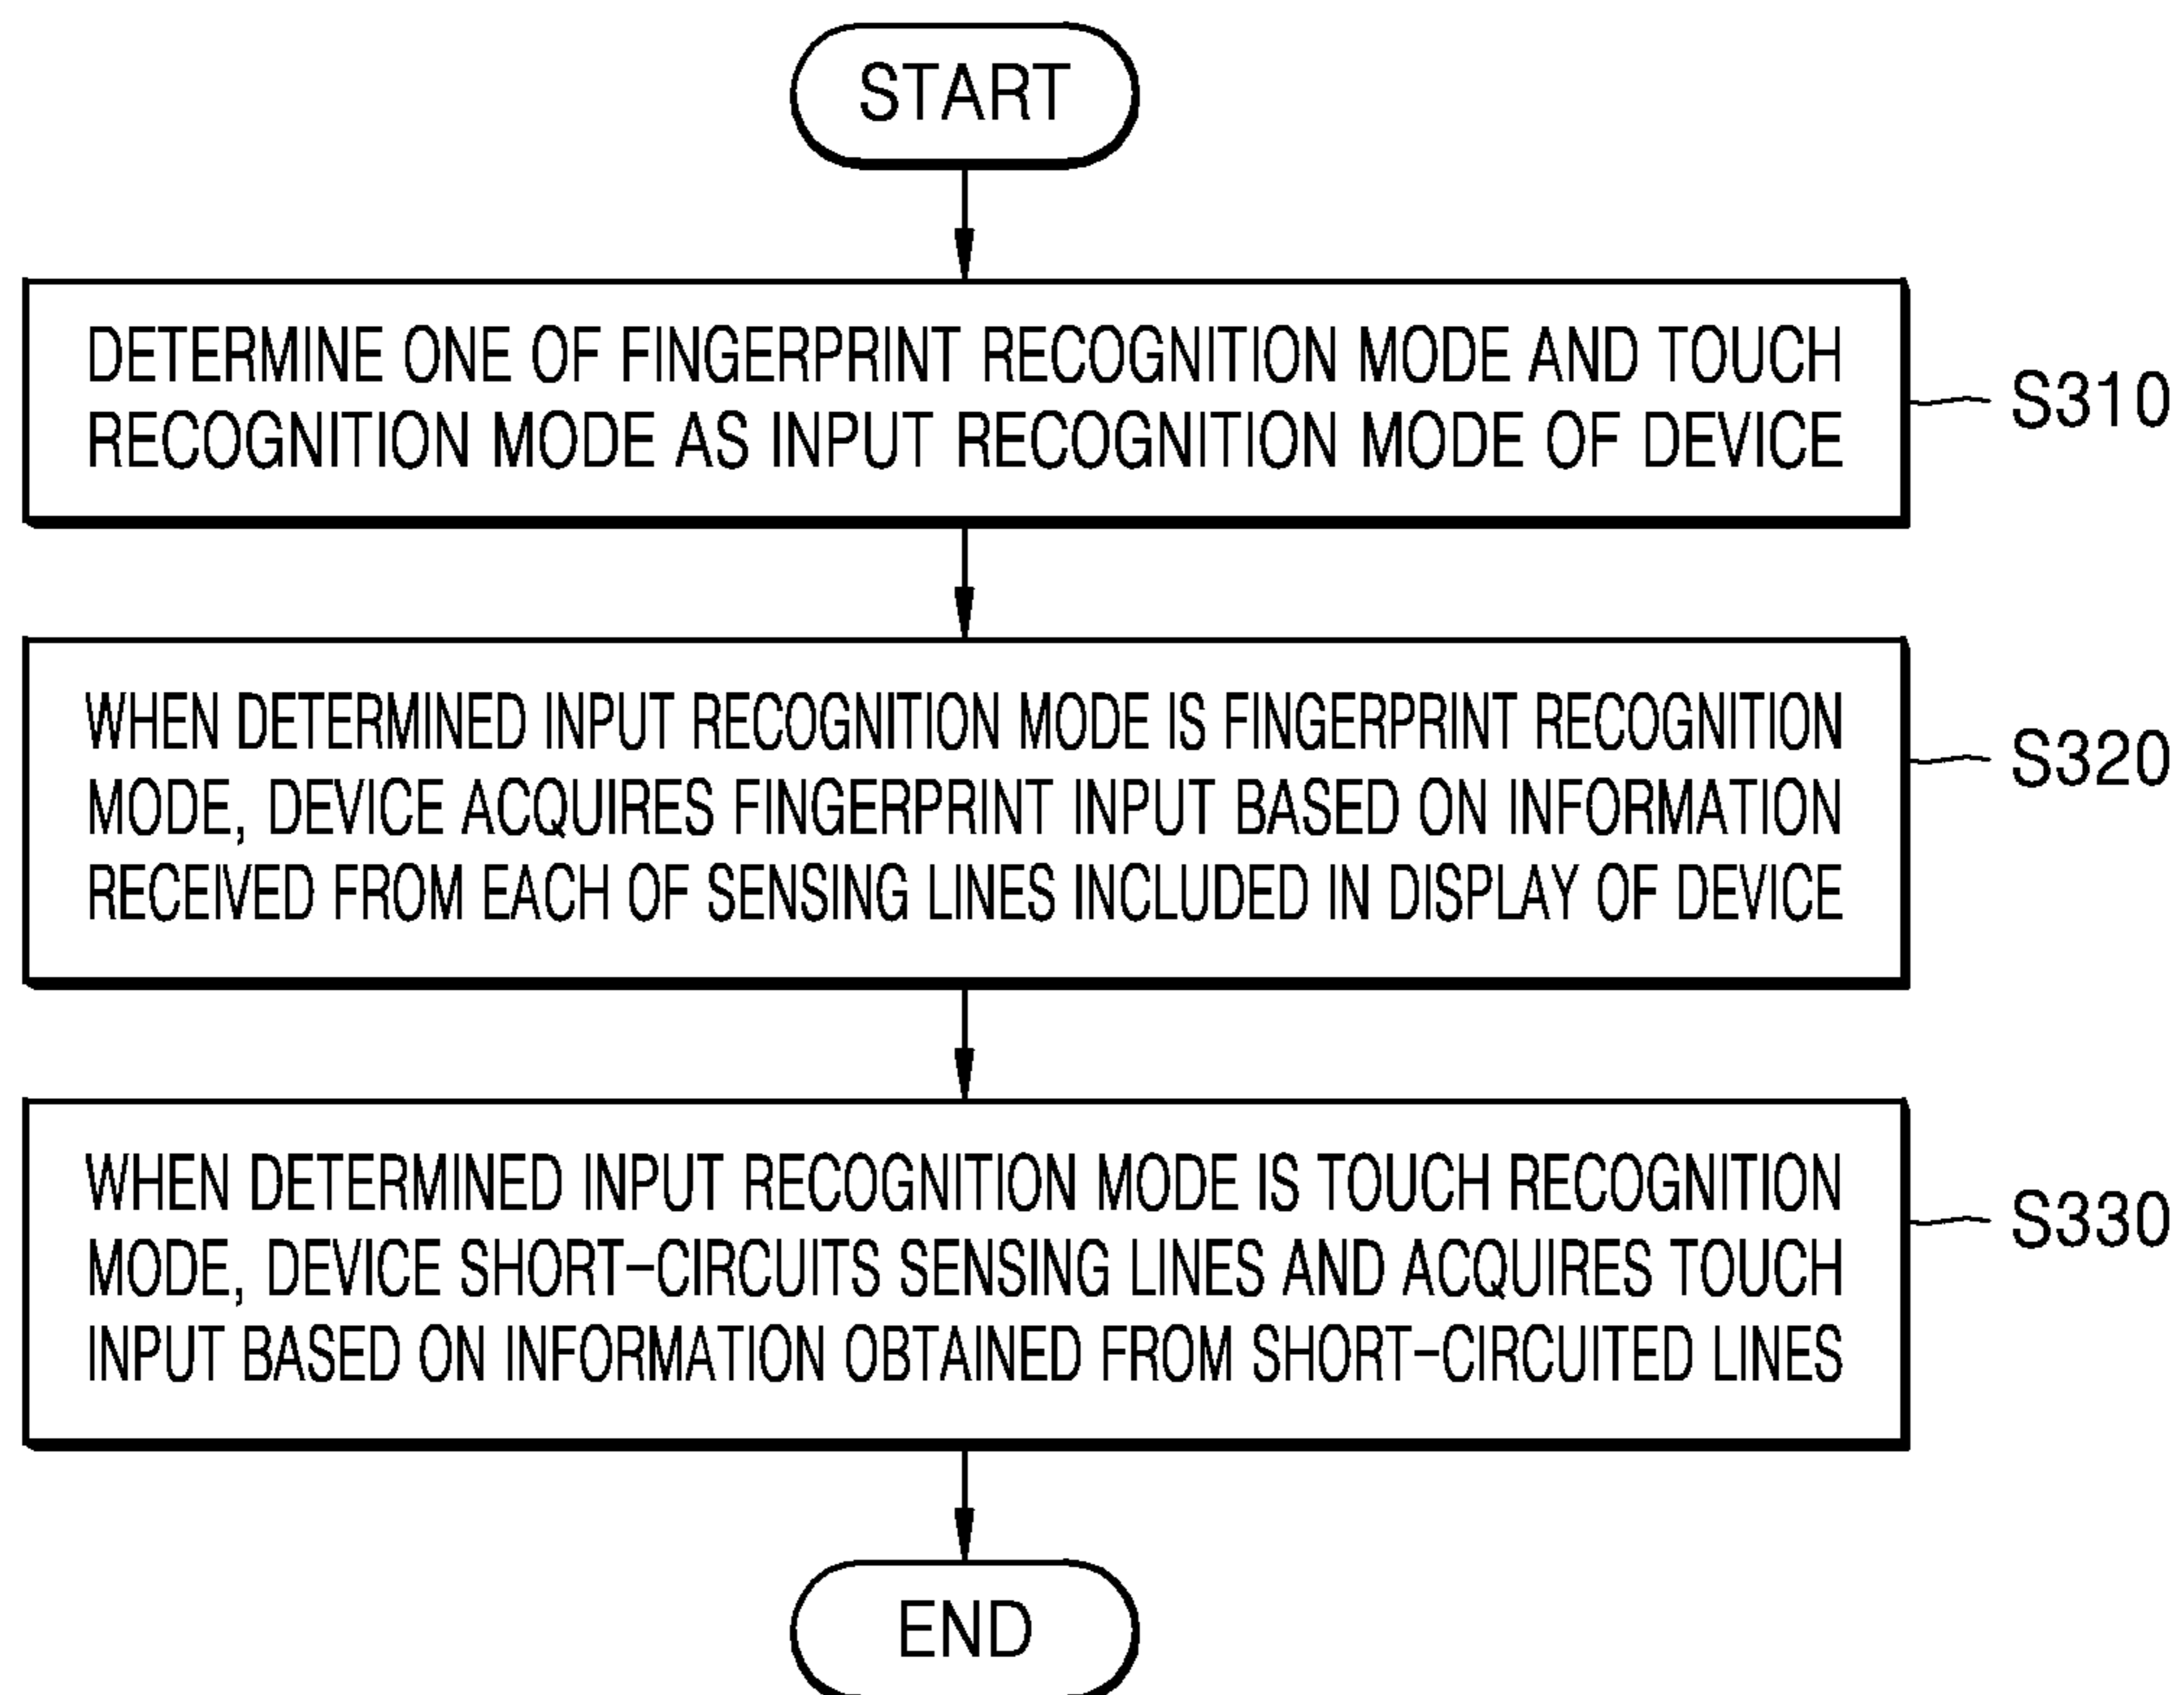 START
DETERMINE ONE OF FINGERPRINT RECOGNITION MODE AND TOUCH
RECOGNITION MODE AS INPUT RECOGNITION MODE OF DEVICE
S310
WHEN DETERMINED INPUT RECOGNITION MODE IS FINGERPRINT RECOGNITION
MODE, DEVICE ACQUIRES FINGERPRINT INPUT BASED ON INFORMATION
RECEIVED FROM EACH OF SENSING LINES INCLUDED IN DISPLAY OF DEVICE
S320
WHEN DETERMINED INPUT RECOGNITION MODE IS TOUCH RECOGNITION
MODE, DEVICE SHORT-CIRCUITS SENSING LINES AND ACQUIRES TOUCH
INPUT BASED ON INFORMATION OBTAINED FROM SHORT-CIRCUITED LINES
S330
END